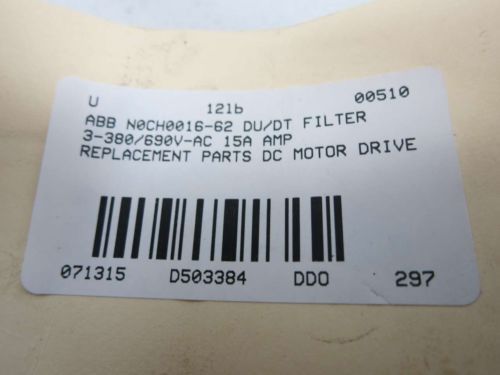 U 12lb 00510
ABB N0CH0016-62 DU/DT FILTER
3-380/690V-AC 15A AMP
REPLACEMENT PARTS DC MOTOR DRIVE
071315 D503384 DDO 297